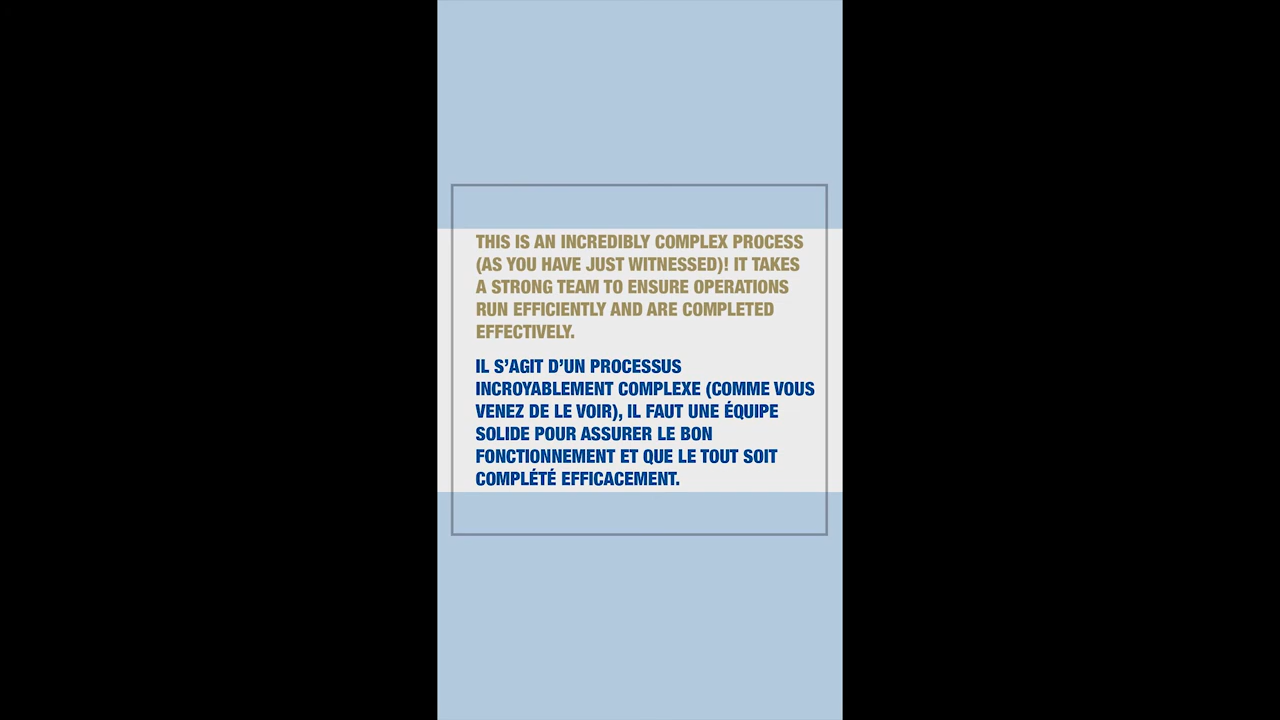 THIS IS AN INCREDIBLY COMPLEX PROCESS
(AS YOU HAVE JUST WITNESSED)! IT TAKES
A STRONG TEAM TO ENSURE OPERATIONS
RUN EFFICIENTLY AND ARE COMPLETED
EFFECTIVELY.
IL S’AGIT D’UN PROCESSUS
INCROYABLEMENT COMPLEXE (COMME VOUS
VENEZ DE LE VOIR), IL FAUT UNE ÉQUIPE
SOLIDE POUR ASSURER LE BON
FONCTIONNEMENT ET QUE LE TOUT SOIT
COMPLÉTÉ EFFICACEMENT.